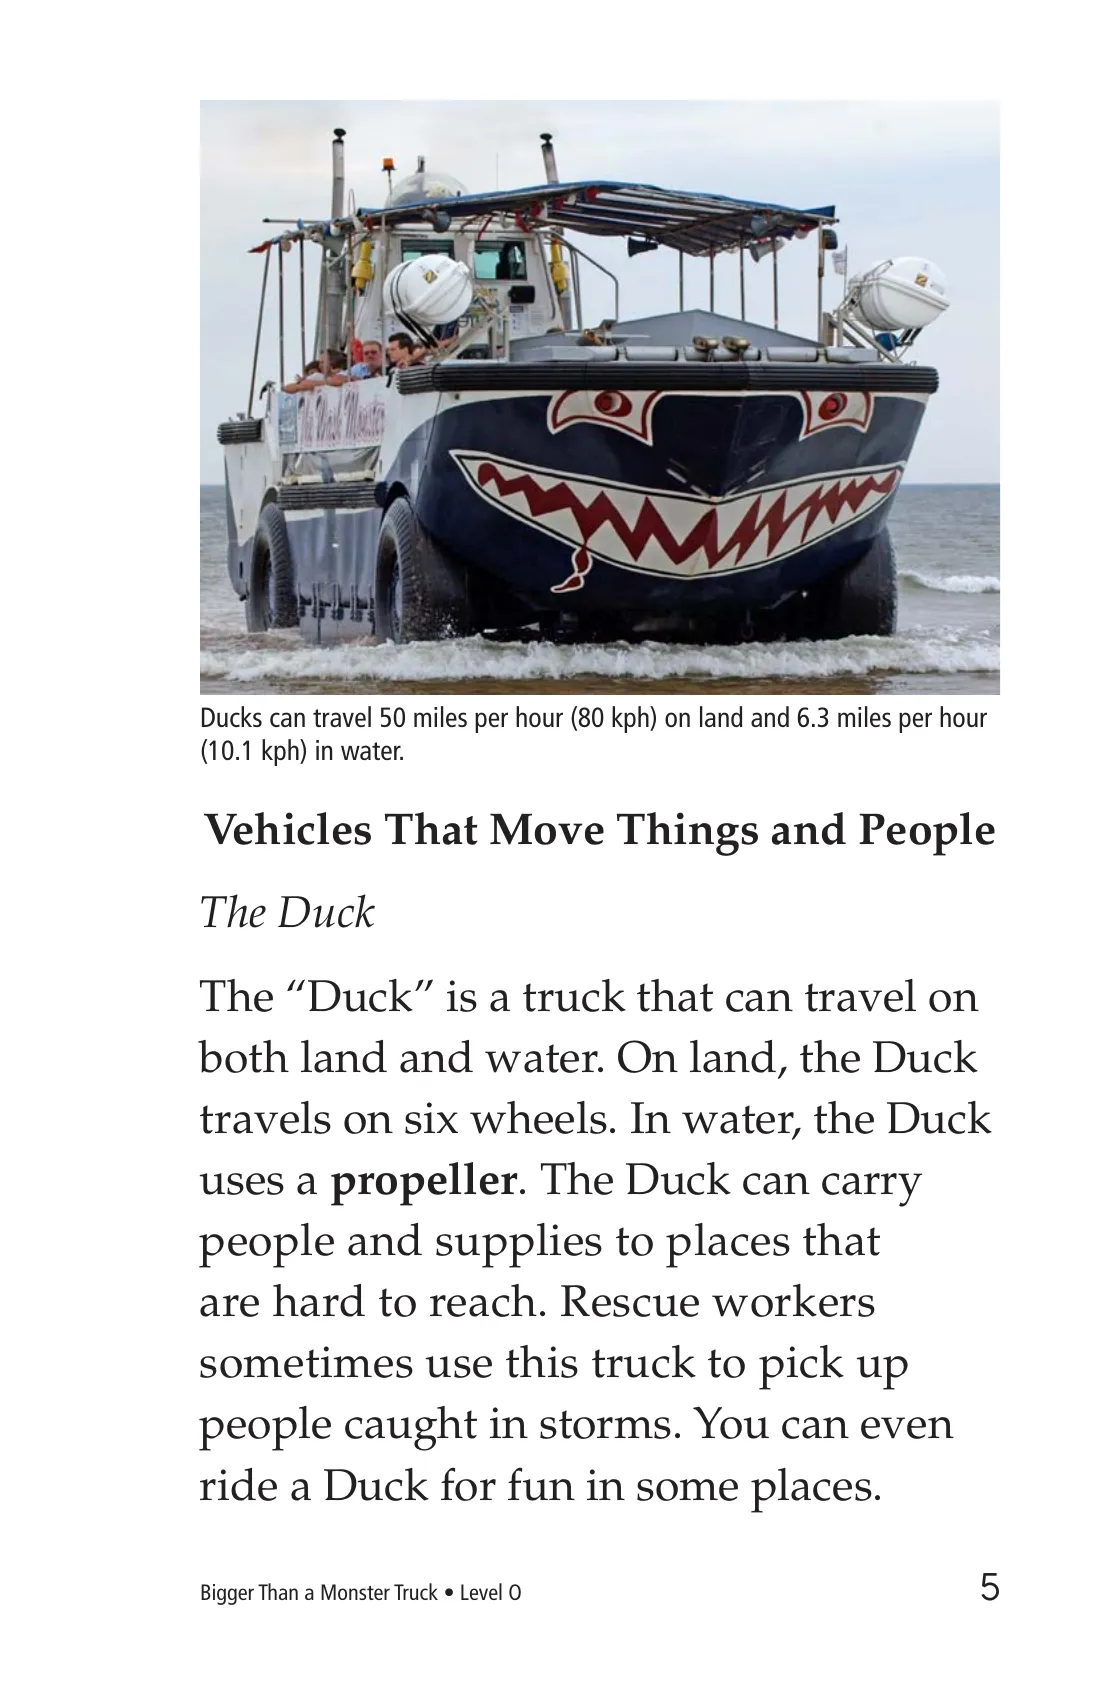 The Wash Monster
Ducks can travel 50 miles per hour (80 kph) on land and 6.3 miles per hour
(10.1 kph) in water.
Vehicles That Move Things and People
The Duck
The “Duck” is a truck that can travel on
both land and water. On land, the Duck
travels on six wheels. In water, the Duck
uses a propeller. The Duck can carry
people and supplies to places that
are hard to reach. Rescue workers
sometimes use this truck to pick up
people caught in storms. You can even
ride a Duck for fun in some places.
Bigger Than a Monster Truck • Level O
5